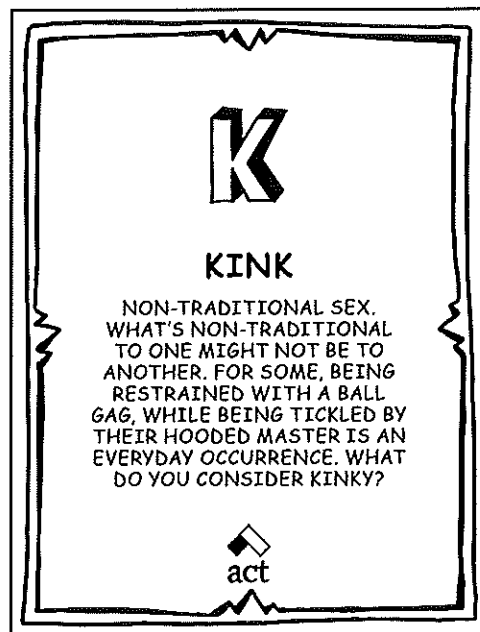 K
KINK
NON-TRADITIONAL SEX.
WHAT'S NON-TRADITIONAL
TO ONE MIGHT NOT BE TO
ANOTHER. FOR SOME, BEING
RESTRAINED WITH A BALL
GAG, WHILE BEING TICKLED BY
THEIR HOODED MASTER IS AN
EVERYDAY OCCURRENCE. WHAT
DO YOU CONSIDER KINKY?
act